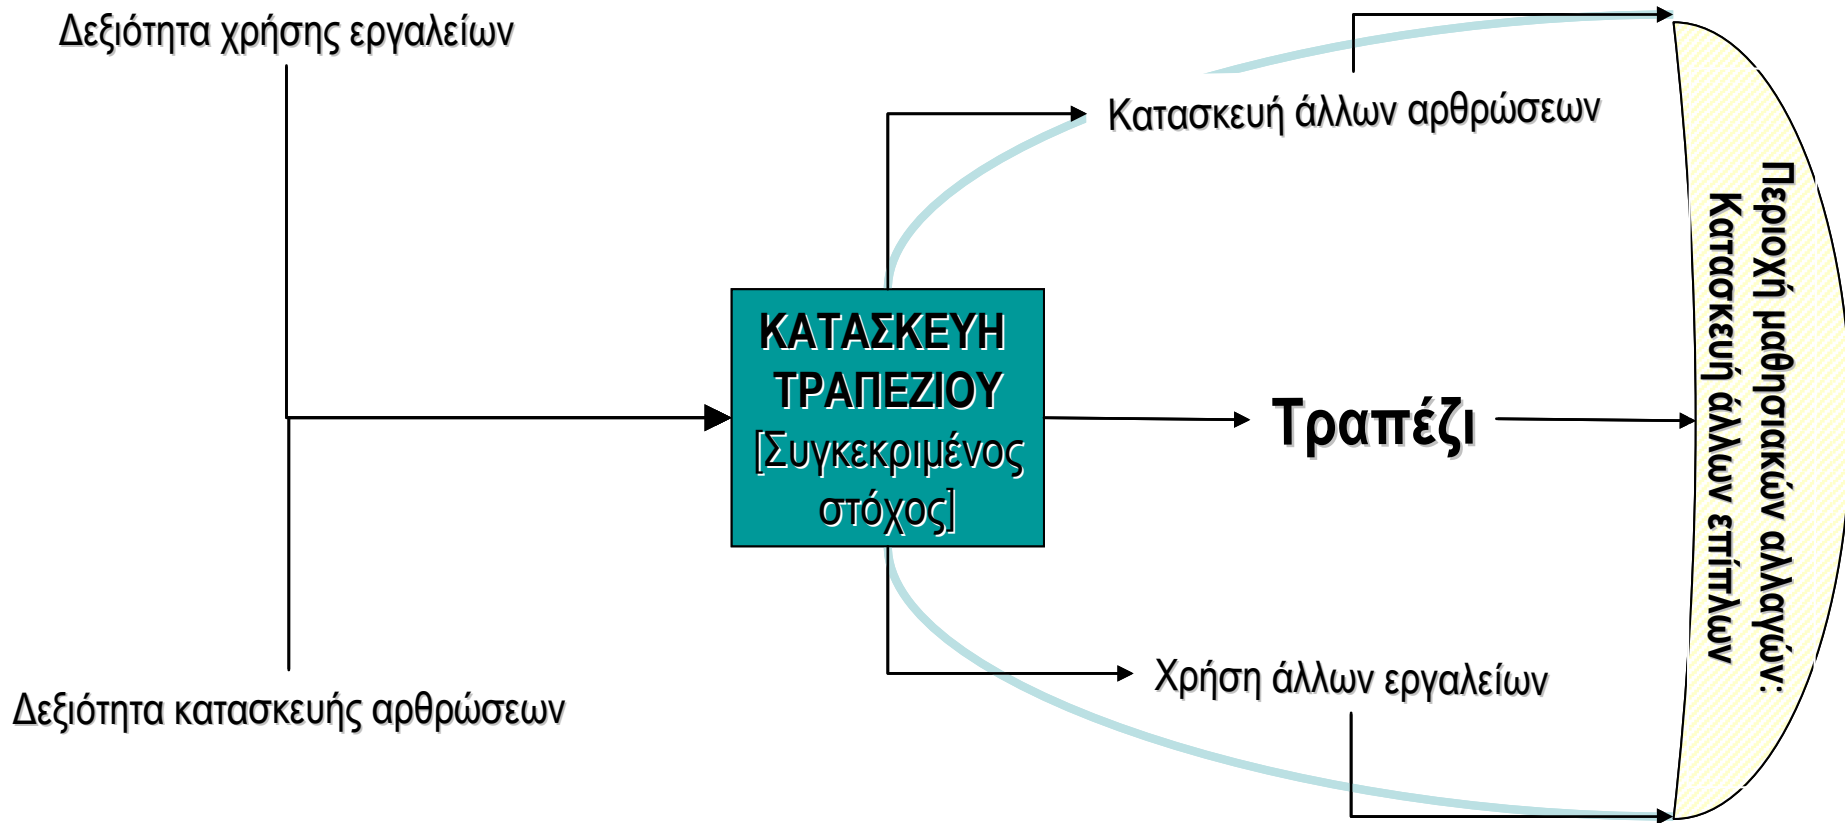 Δεξιότητα χρήσης εργαλείων
Κατασκευή άλλων αρθρώσεων
ΚΑΤΑΣΚΕΥΗ
ΤΡΑΠΕΖΙΟΥ
[Συγκεκριμένος
στόχος]
Τραπέζι
Περιοχή μαθησιακών αλλαγών:
Κατασκευή άλλων επίπλων
Χρήση άλλων εργαλείων
Δεξιότητα κατασκευής αρθρώσεων